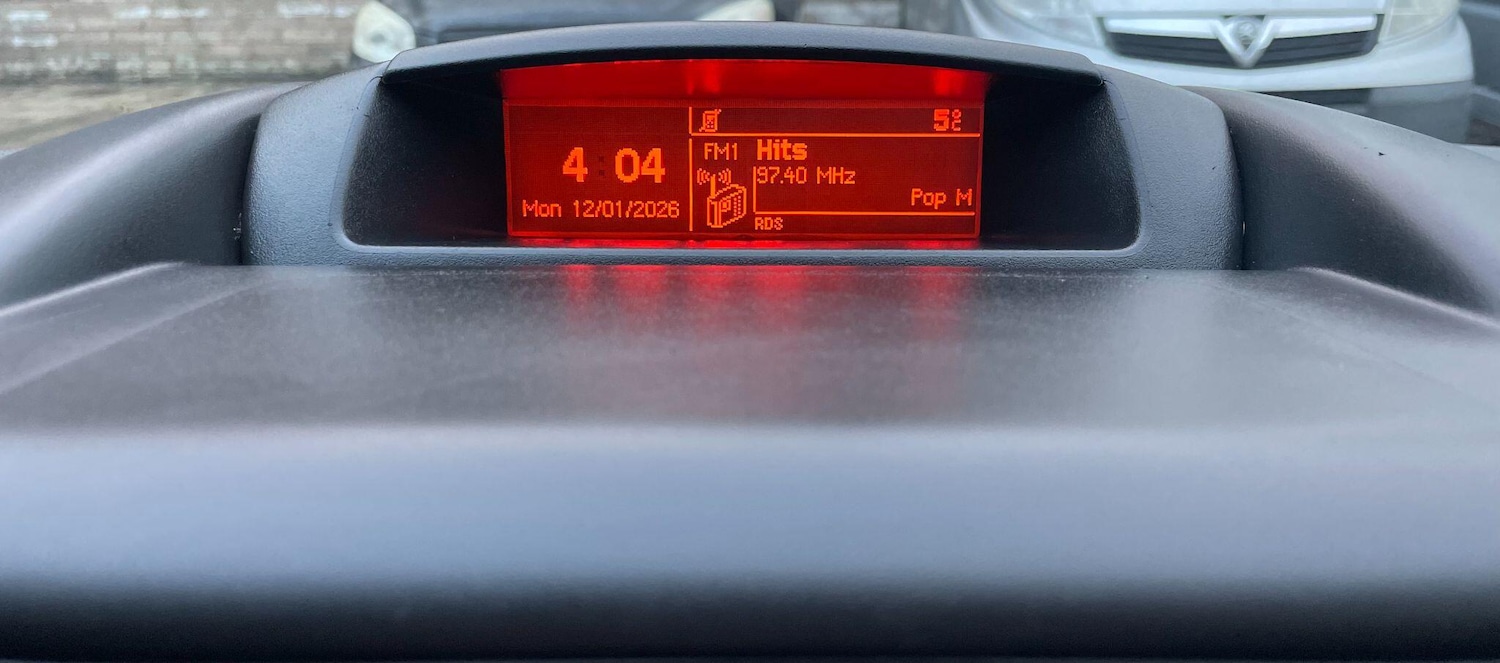 4:04
Mon 12/01/2026
5°C
FM1 Hits
97.40 MHz
Pop M
RDS